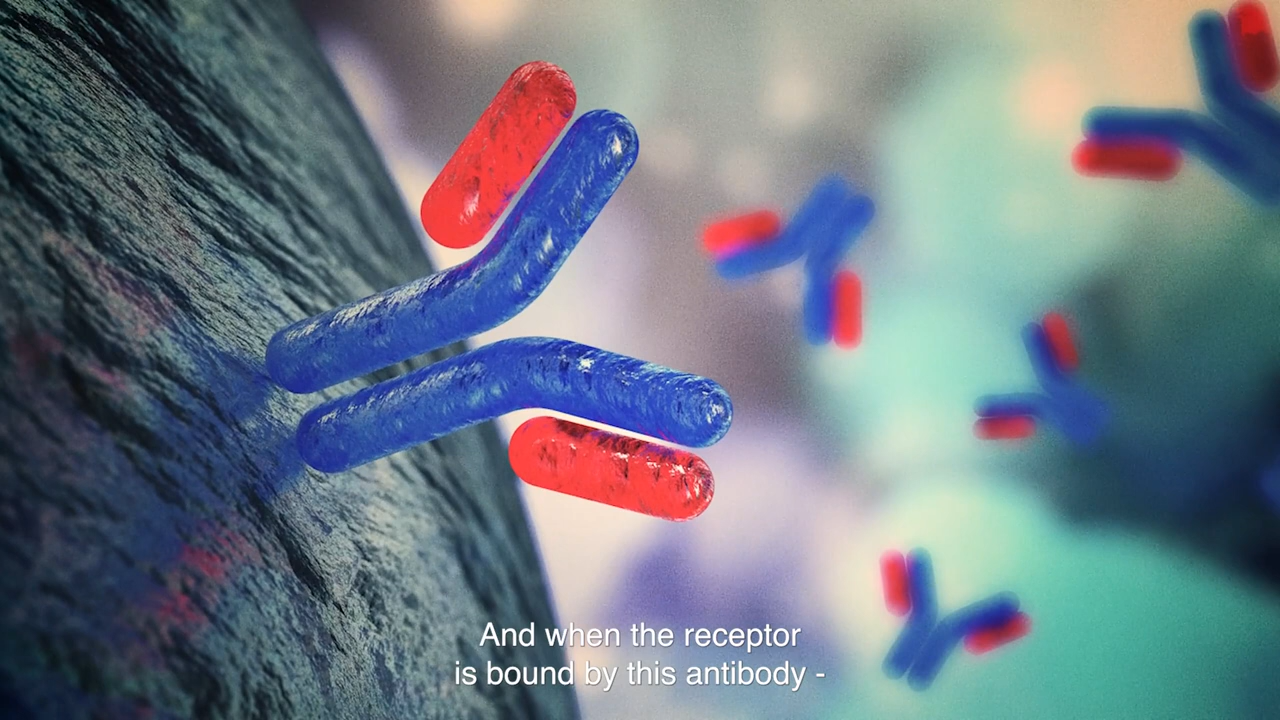 And when the receptor
is bound by this antibody -